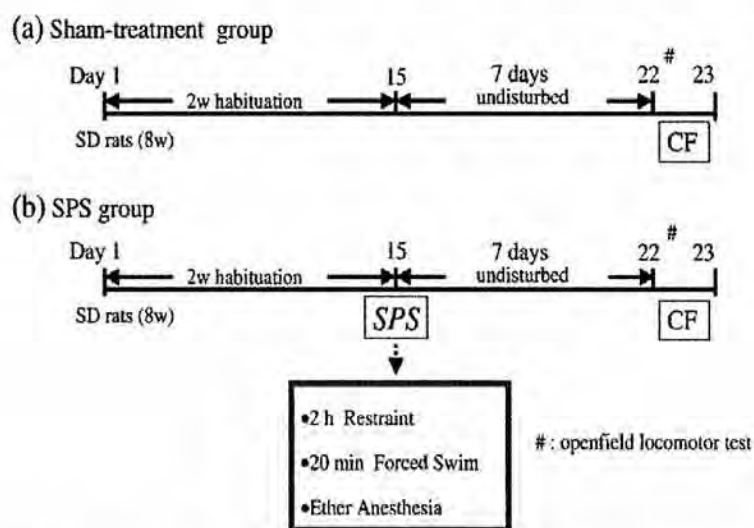 (a) Sham-treatment group
#
Day 1 15 7 days 22 23
2w habituation undisturbed
SD rats (8w) CF
(b) SPS group
#
Day 1 15 7 days 22 23
2w habituation undisturbed
SD rats (8w) SPS CF
•2 h Restraint
•20 min Forced Swim
•Ether Anesthesia
# : openfield locomotor test